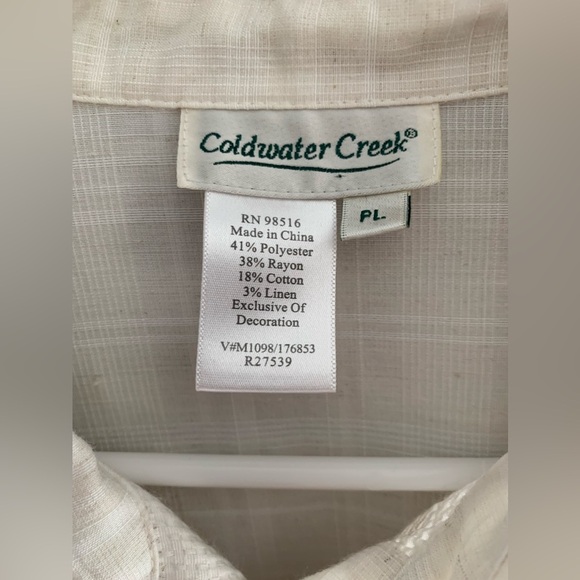 Coldwater Creek®
PL
RN 98516
Made in China
41% Polyester
38% Rayon
18% Cotton
3% Linen
Exclusive Of
Decoration
V#M1098/176853
R27539